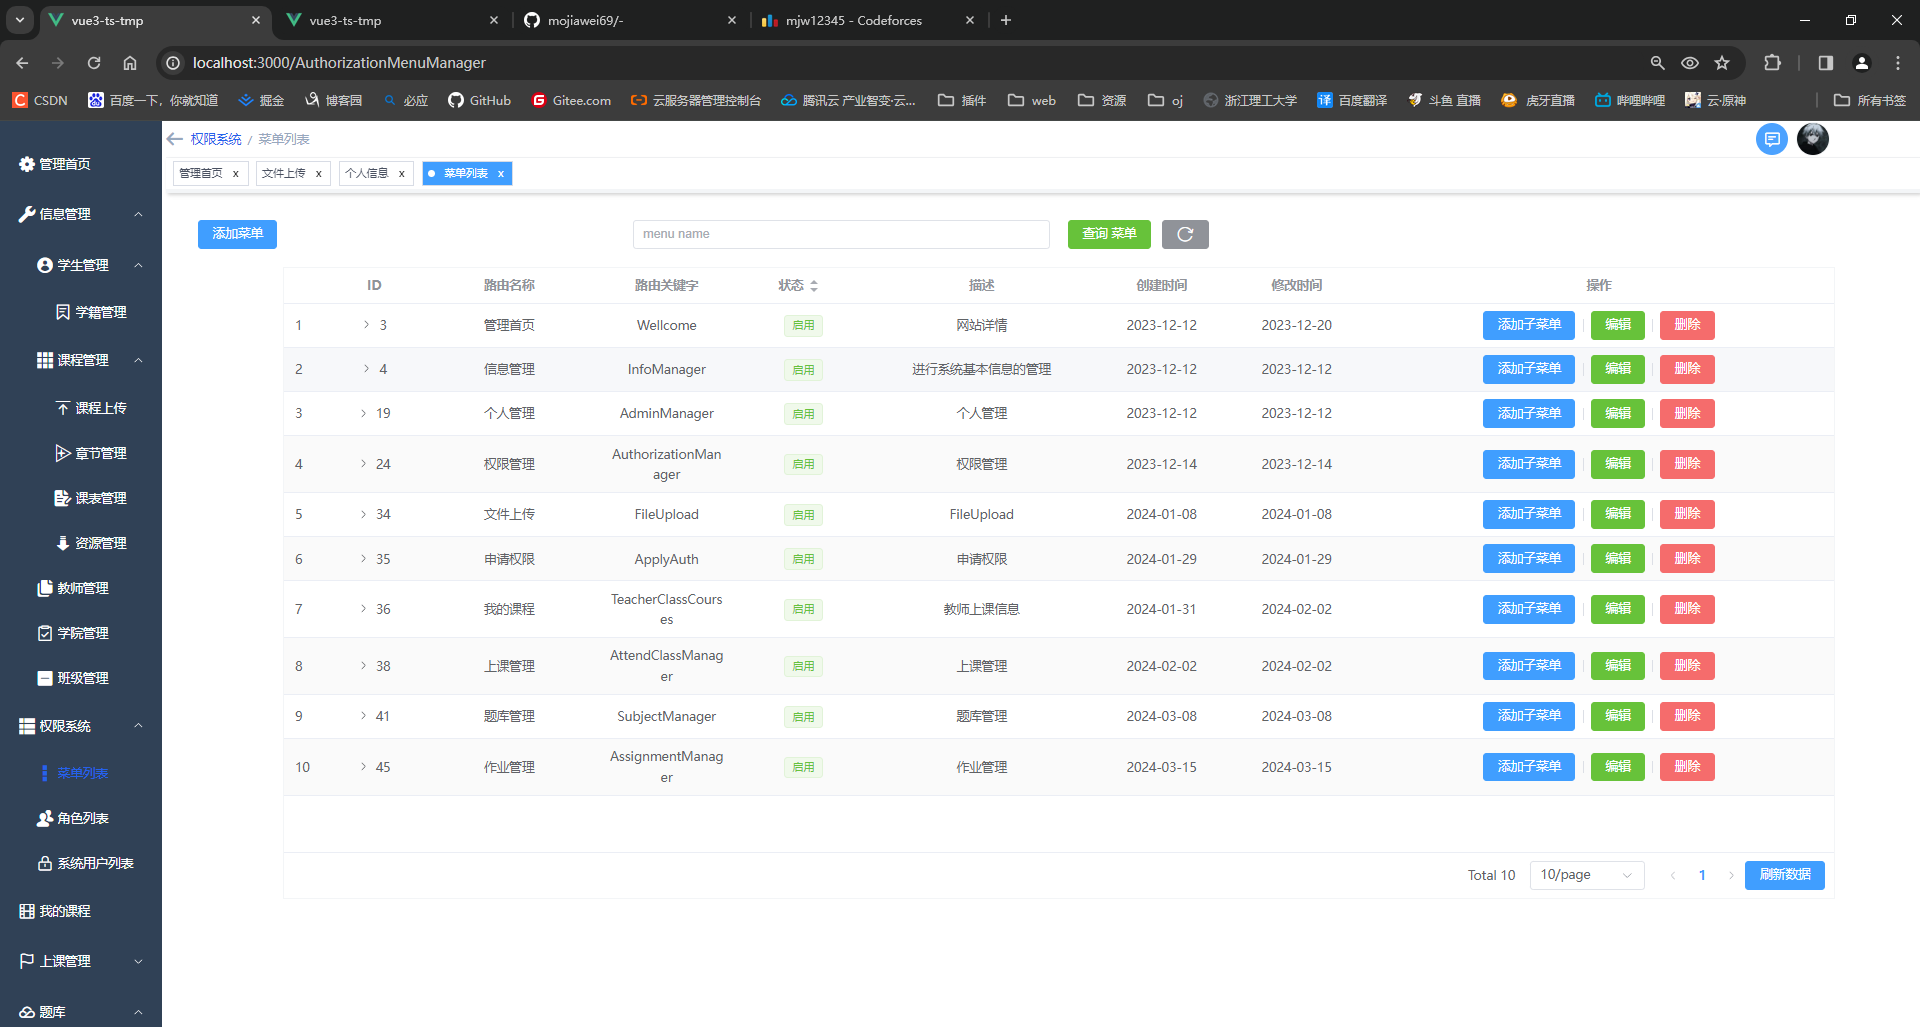 vue3-ts-tmp
vue3-ts-tmp
mojiawei69/-
mjw12345 - Codeforces
localhost:3000/AuthorizationMenuManager
CSDN
百度一下，你就知道
掘金
博客园
必应
GitHub
Gitee.com
云服务器管理控制台
腾讯云 产业智变·云...
插件
web
资源
oj
浙江理工大学
百度翻译
斗鱼 直播
虎牙直播
哔哩哔哩
云·原神
所有书签
管理首页
信息管理
学生管理
学籍管理
课程管理
课程上传
章节管理
课表管理
资源管理
教师管理
学院管理
班级管理
权限系统
菜单列表
角色列表
系统用户列表
我的课程
上课管理
题库
权限系统 / 菜单列表
管理首页 x
文件上传 x
个人信息 x
菜单列表 x
添加菜单
menu name
查询 菜单
ID 路由名称 路由关键字 状态 描述 创建时间 修改时间 操作
1 3 管理首页 Wellcome 启用 网站详情 2023-12-12 2023-12-20 添加子菜单 编辑 删除
2 4 信息管理 InfoManager 启用 进行系统基本信息的管理 2023-12-12 2023-12-12 添加子菜单 编辑 删除
3 19 个人管理 AdminManager 启用 个人管理 2023-12-12 2023-12-12 添加子菜单 编辑 删除
4 24 权限管理 AuthorizationMan
ager 启用 权限管理 2023-12-14 2023-12-14 添加子菜单 编辑 删除
5 34 文件上传 FileUpload 启用 FileUpload 2024-01-08 2024-01-08 添加子菜单 编辑 删除
6 35 申请权限 ApplyAuth 启用 申请权限 2024-01-29 2024-01-29 添加子菜单 编辑 删除
7 36 我的课程 TeacherClassCours
es 启用 教师上课信息 2024-01-31 2024-02-02 添加子菜单 编辑 删除
8 38 上课管理 AttendClassManag
er 启用 上课管理 2024-02-02 2024-02-02 添加子菜单 编辑 删除
9 41 题库管理 SubjectManager 启用 题库管理 2024-03-08 2024-03-08 添加子菜单 编辑 删除
10 45 作业管理 AssignmentManag
er 启用 作业管理 2024-03-15 2024-03-15 添加子菜单 编辑 删除
Total 10 10/page 1 刷新数据